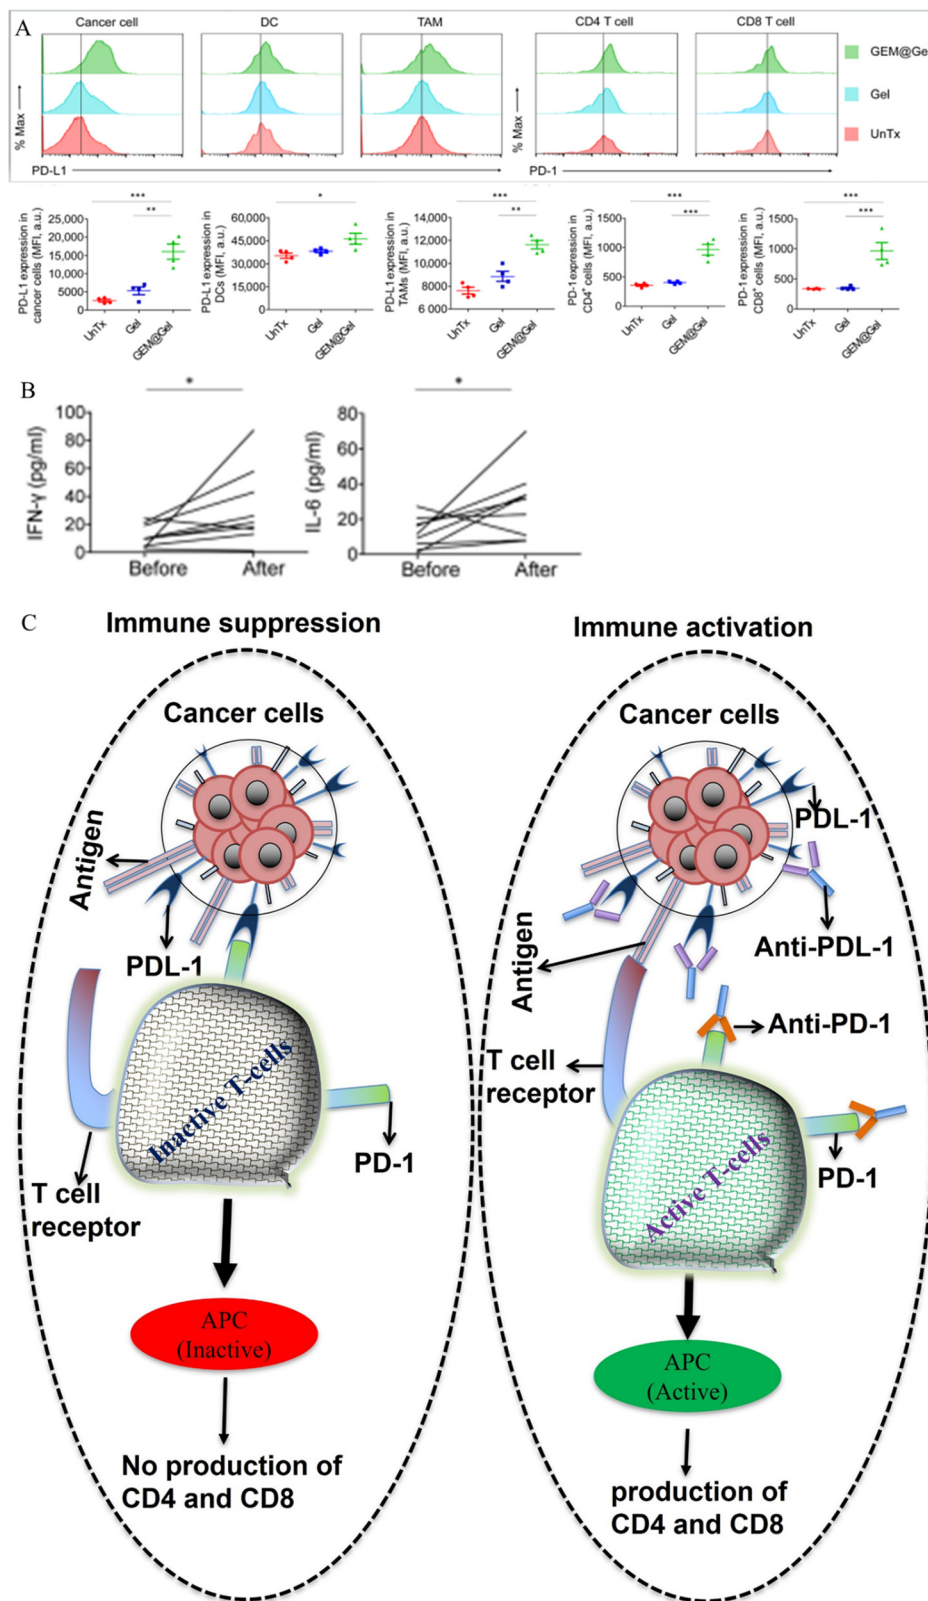 A
Cancer cell
DC
TAM
CD4 T cell
CD8 T cell
% Max
% Max
GEM@Gel
Gel
UnTx
PD-L1
PD-1
PD-L1 expression in
cancer cells (MFI, a.u.)
25,000
20,000
15,000
10,000
5000
0
***
**
UnTx
Gel
GEM@Gel
PD-L1 expression in
DCs (MFI, a.u.)
60,000
45,000
30,000
15,000
0
*
UnTx
Gel
GEM@Gel
PD-L1 expression in
TAMs (MFI, a.u.)
14,000
12,000
10,000
8000
6 000
***
**
UnTx
Gel
GEM@Gel
PD-1 expression in
CD4⁺ cells (MFI, a.u.)
1500
1000
500
0
***
***
UnTx
Gel
GEM@Gel
PD-1 expression in
CD8⁺ cells (MFI, a.u.)
1500
1000
500
0
***
***
UnTx
Gel
GEM@Gel
B
*
IFN-γ (pg/ml)
100
80
60
40
20
0
Before
After
*
IL-6 (pg/ml)
80
60
40
20
0
Before
After
C
Immune suppression
Cancer cells
Antigen
PDL-1
Inactive T-cells
PD-1
T cell
receptor
APC
(Inactive)
No production of
CD4 and CD8
Immune activation
Cancer cells
PDL-1
Antigen
Anti-PDL-1
Anti-PD-1
T cell
receptor
Active T-cells
PD-1
APC
(Active)
production of
CD4 and CD8